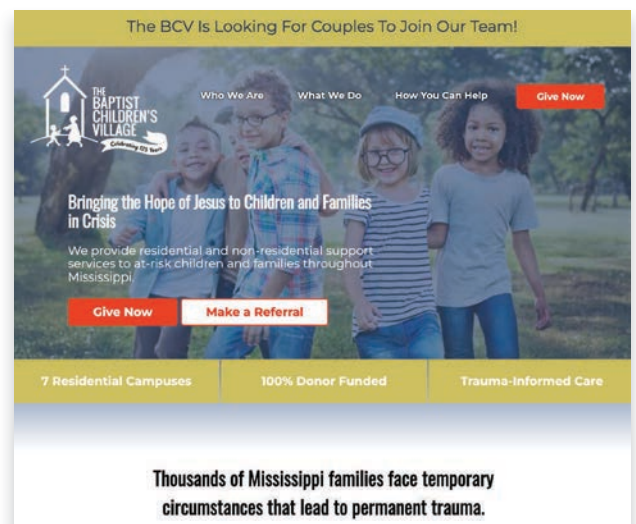 The BCV Is Looking For Couples To Join Our Team!
THE
BAPTIST
CHILDREN'S
VILLAGE
Celebrating 125 Years
Who We Are
What We Do
How You Can Help
Give Now
Bringing the Hope of Jesus to Children and Families
in Crisis
We provide residential and non-residential support
services to at-risk children and families throughout
Mississippi.
Give Now
Make a Referral
7 Residential Campuses
100% Donor Funded
Trauma-Informed Care
Thousands of Mississippi families face temporary
circumstances that lead to permanent trauma.